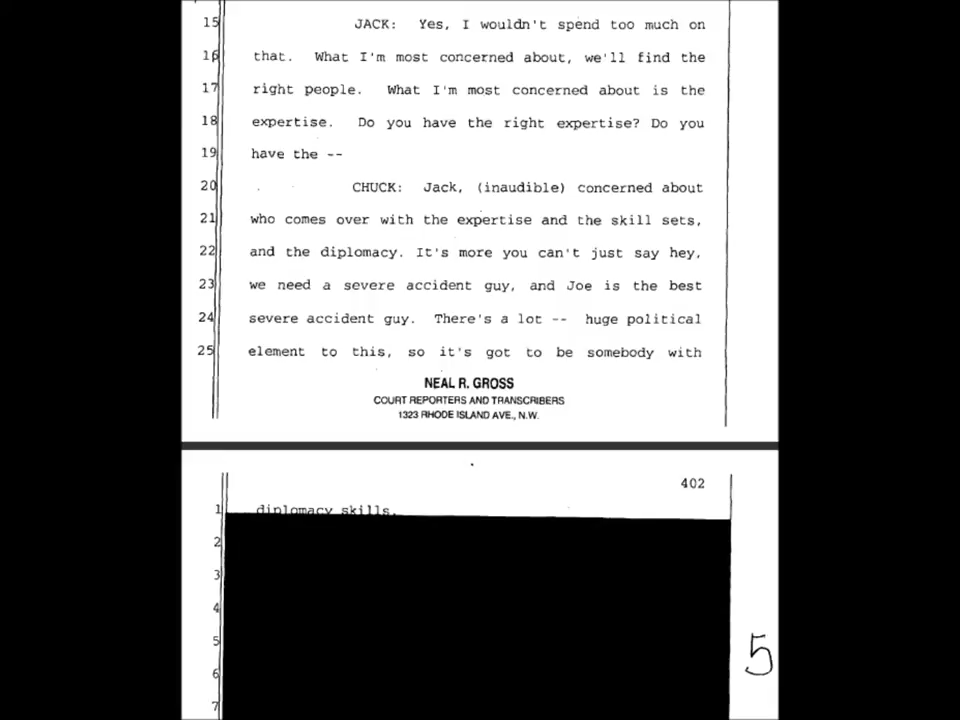 15 JACK: Yes, I wouldn't spend too much on
16 that. What I'm most concerned about, we'll find the
17 right people. What I'm most concerned about is the
18 expertise. Do you have the right expertise? Do you
19 have the --
20 CHUCK: Jack, (inaudible) concerned about
21 who comes over with the expertise and the skill sets,
22 and the diplomacy. It's more you can't just say hey,
23 we need a severe accident guy, and Joe is the best
24 severe accident guy. There's a lot -- huge political
25 element to this, so it's got to be somebody with
NEAL R. GROSS
COURT REPORTERS AND TRANSCRIBERS
1323 RHODE ISLAND AVE., N.W.
402
1 diplomacy skills.
2
3
4
5
6
7
5